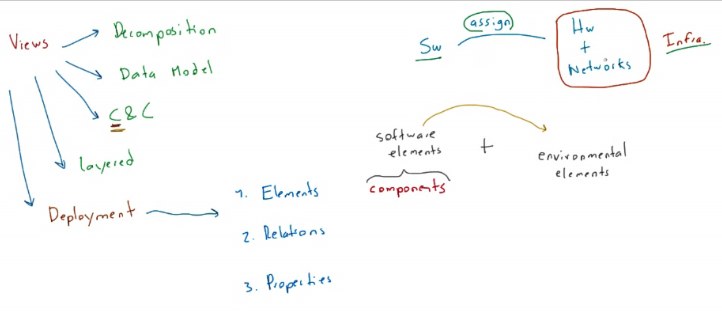 Views
Decomposition
Data Model
C&C
layered
Deployment
1. Elements
2. Relations
3. Properties
Sw
assign
Hw
+
Networks
Infra.
software
elements
components
+
environmental
elements